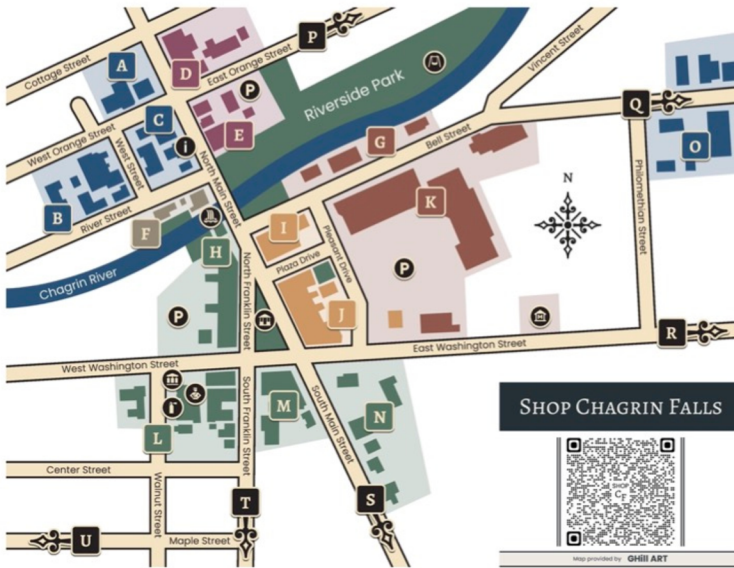 Cottage Street
A
D
East Orange Street
P
P
Riverside Park
Vincent Street
Q
C
i
E
G
Bell Street
O
West Orange Street
West Street
North Main Street
B
River Street
F
H
I
K
N
Philomethian Street
Chagrin River
Plaza Drive
Pleasant Drive
North Franklin Street
P
P
J
R
East Washington Street
West Washington Street
South Franklin Street
M
South Main Street
N
L
SHOP CHAGRIN FALLS
SHOP
CF
Center Street
Walnut Street
T
S
U
Maple Street
Map provided by GHill ART